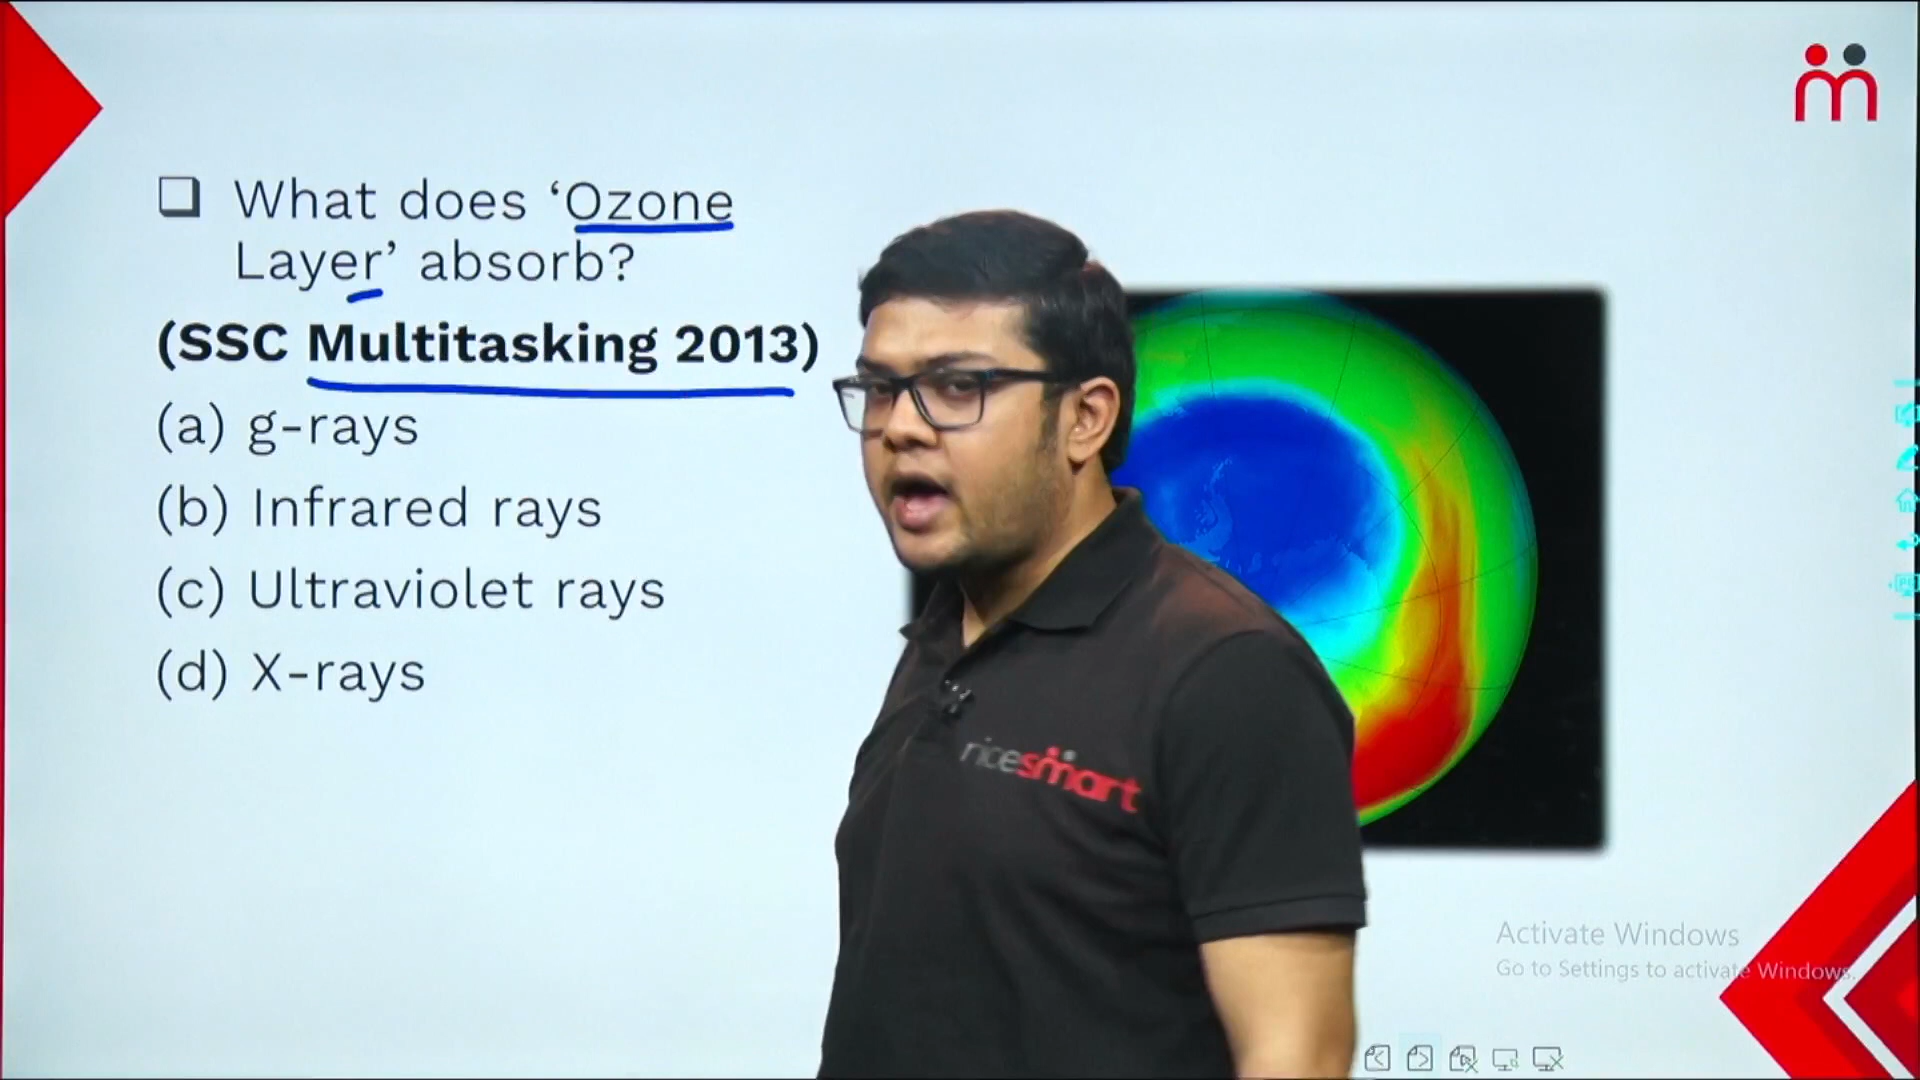 ❑ What does ‘Ozone
Layer’ absorb?
(SSC Multitasking 2013)
(a) g-rays
(b) Infrared rays
(c) Ultraviolet rays
(d) X-rays
ricesmart
Activate Windows
Go to Settings to activate Windows.